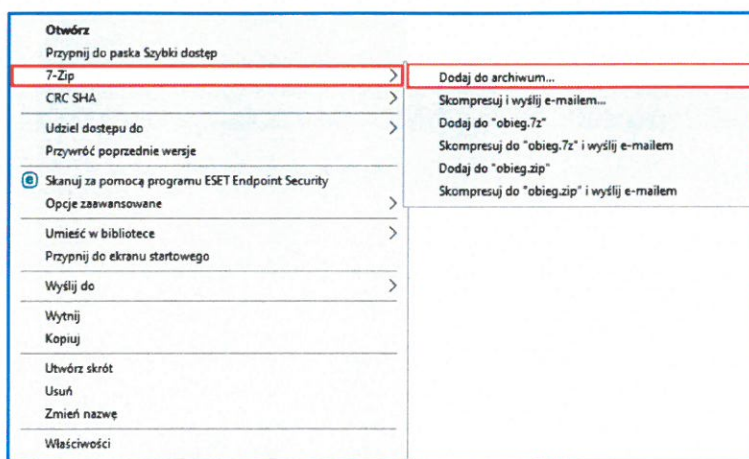 Otwórz
Przypnij do paska Szybki dostęp
7-Zip
CRC SHA
Udziel dostępu do
Przywróć poprzednie wersje
Skanuj za pomocą programu ESET Endpoint Security
Opcje zaawansowane
Umieść w bibliotece
Przypnij do ekranu startowego
Wyślij do
Wytnij
Kopiuj
Utwórz skrót
Usuń
Zmień nazwę
Właściwości
Dodaj do archiwum...
Skompresuj i wyślij e-mailem...
Dodaj do "obieg.7z"
Skompresuj do "obieg.7z" i wyślij e-mailem
Dodaj do "obieg.zip"
Skompresuj do "obieg.zip" i wyślij e-mailem